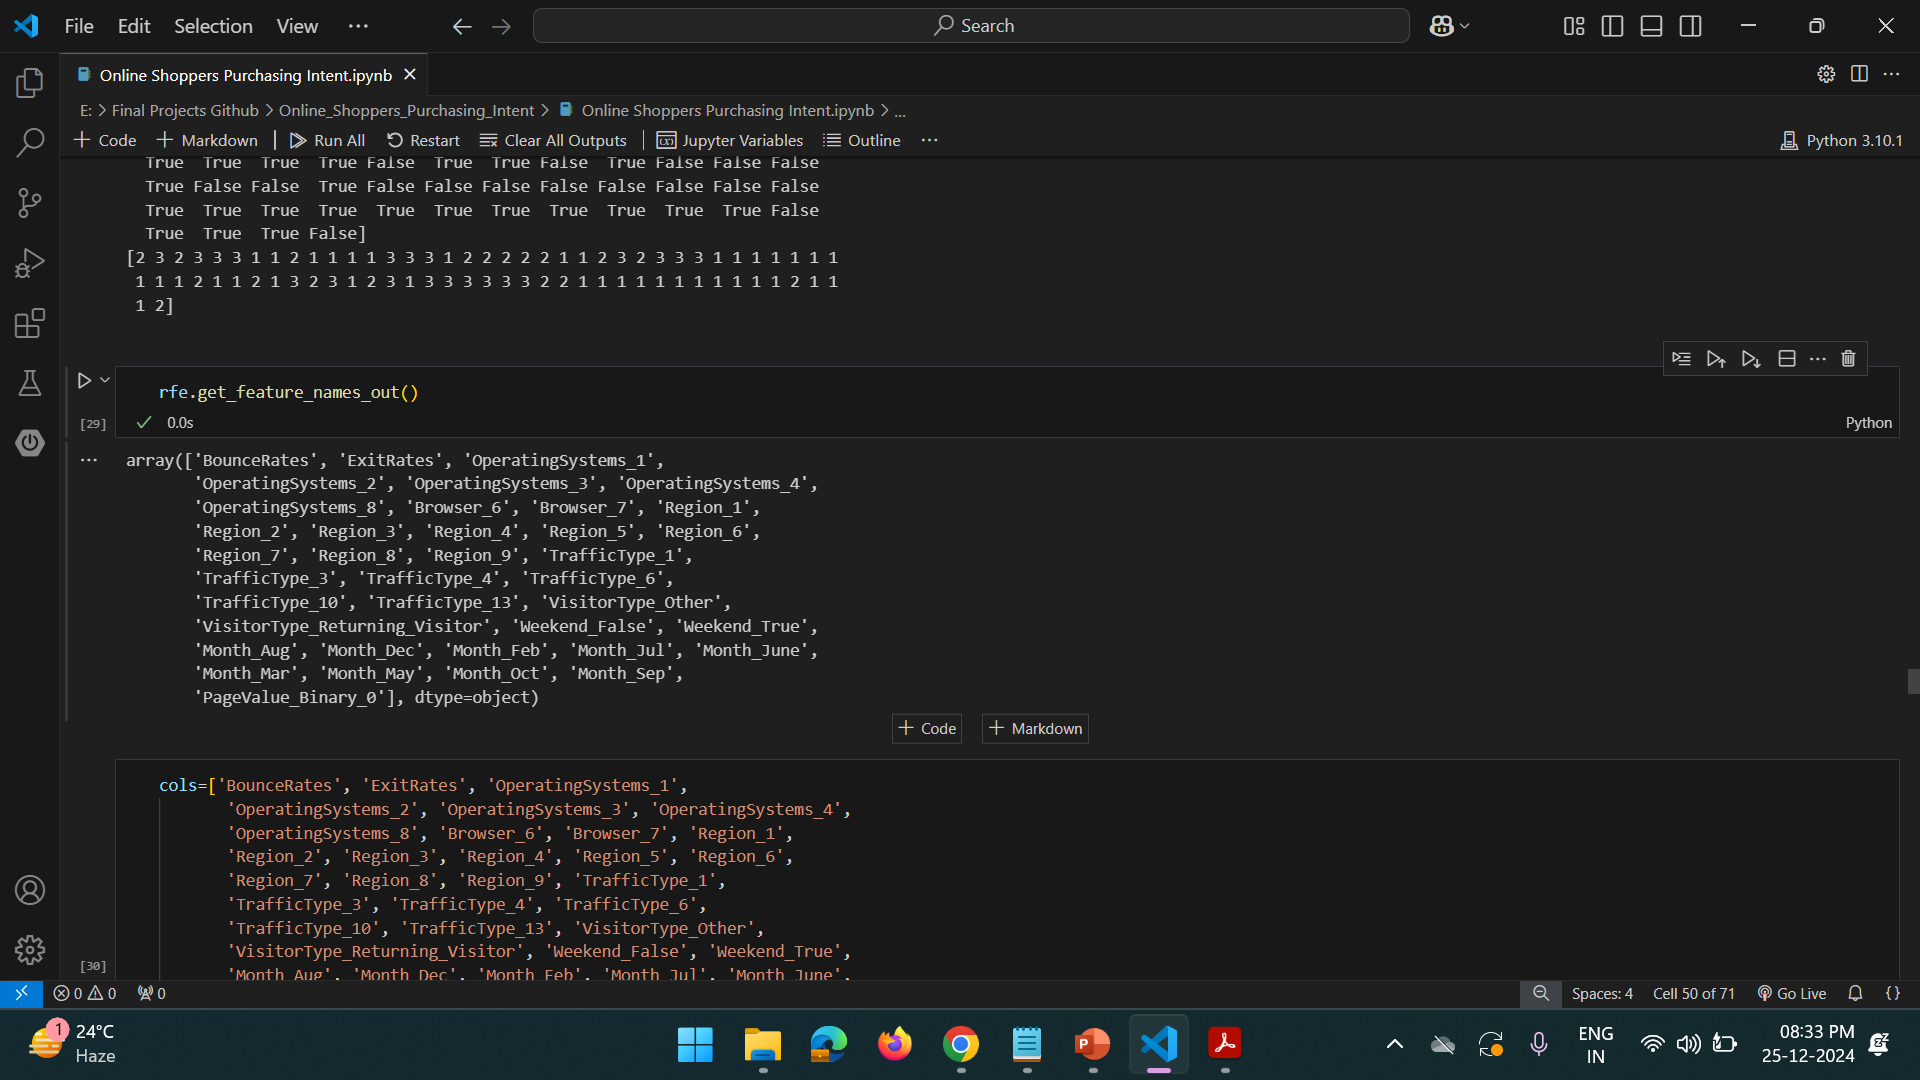 File Edit Selection View ...
Search
Online Shoppers Purchasing Intent.ipynb
E: > Final Projects Github > Online_Shoppers_Purchasing_Intent > Online Shoppers Purchasing Intent.ipynb > ...
+ Code + Markdown | Run All Restart Clear All Outputs | Jupyter Variables Outline ...
Python 3.10.1
True True True True False True True False True False False False
True False False True False False False False False False False False
True True True True True True True True True True True False
True True True False]
[2 3 2 3 3 3 1 1 2 1 1 1 1 3 3 3 1 2 2 2 2 2 1 1 2 3 2 3 3 3 1 1 1 1 1 1 1
1 1 1 2 1 1 2 1 3 2 3 1 2 3 1 3 3 3 3 3 3 2 2 1 1 1 1 1 1 1 1 1 1 1 2 1 1
1 2]
rfe.get_feature_names_out()
[29]
0.0s
Python
array(['BounceRates', 'ExitRates', 'OperatingSystems_1',
'OperatingSystems_2', 'OperatingSystems_3', 'OperatingSystems_4',
'OperatingSystems_8', 'Browser_6', 'Browser_7', 'Region_1',
'Region_2', 'Region_3', 'Region_4', 'Region_5', 'Region_6',
'Region_7', 'Region_8', 'Region_9', 'TrafficType_1',
'TrafficType_3', 'TrafficType_4', 'TrafficType_6',
'TrafficType_10', 'TrafficType_13', 'VisitorType_Other',
'VisitorType_Returning_Visitor', 'Weekend_False', 'Weekend_True',
'Month_Aug', 'Month_Dec', 'Month_Feb', 'Month_Jul', 'Month_June',
'Month_Mar', 'Month_May', 'Month_Oct', 'Month_Sep',
'PageValue_Binary_0'], dtype=object)
+ Code + Markdown
cols=['BounceRates', 'ExitRates', 'OperatingSystems_1',
'OperatingSystems_2', 'OperatingSystems_3', 'OperatingSystems_4',
'OperatingSystems_8', 'Browser_6', 'Browser_7', 'Region_1',
'Region_2', 'Region_3', 'Region_4', 'Region_5', 'Region_6',
'Region_7', 'Region_8', 'Region_9', 'TrafficType_1',
'TrafficType_3', 'TrafficType_4', 'TrafficType_6',
'TrafficType_10', 'TrafficType_13', 'VisitorType_Other',
'VisitorType_Returning_Visitor', 'Weekend_False', 'Weekend_True',
[30]
'Month_Aug', 'Month_Dec', 'Month_Feb', 'Month_Jul', 'Month_June',
0 0 0
Spaces: 4 Cell 50 of 71 Go Live {}
1
24°C
Haze
P
ENG
IN
08:33 PM
25-12-2024